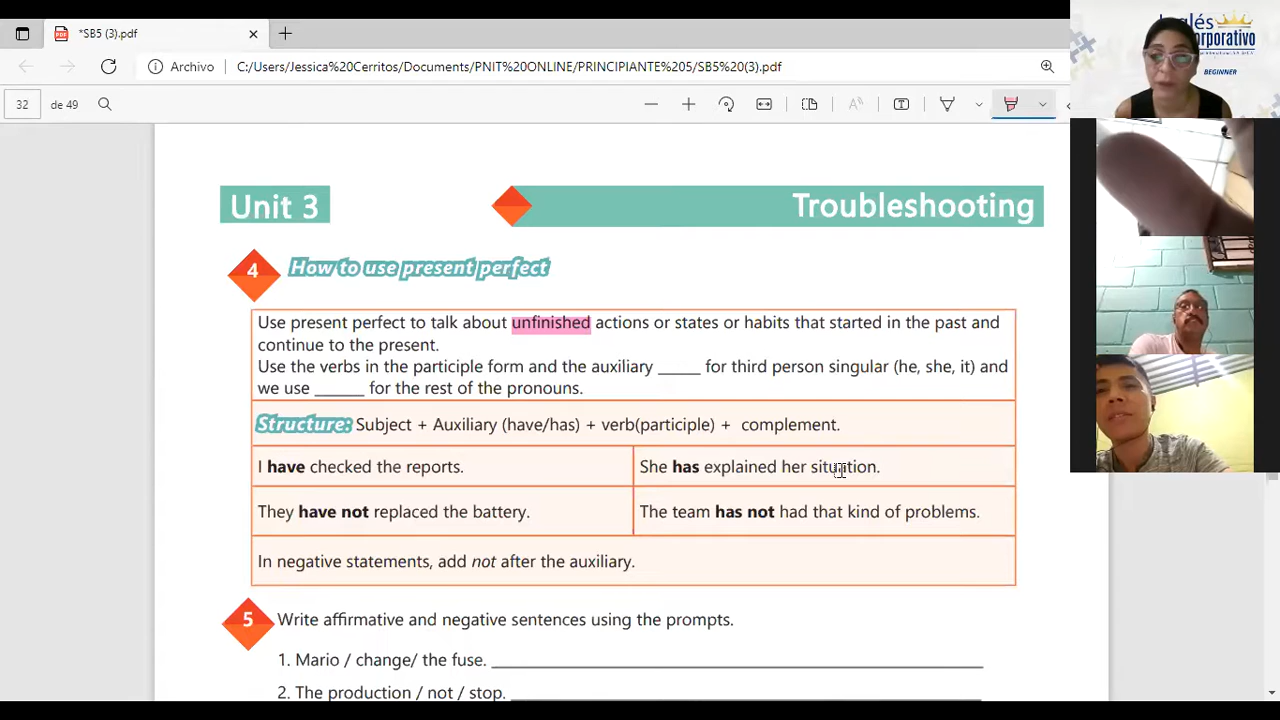 *SB5 (3).pdf
Archivo
C:/Users/Jessica%20Cerritos/Documents/PNT%20ONLINE/PRINCIPIANTE%205/SB5%20(3).pdf
32 de 49
Inglés
Corporativo
BEGINNER
Unit 3
Troubleshooting
4 How to use present perfect
Use present perfect to talk about unfinished actions or states or habits that started in the past and
continue to the present.
Use the verbs in the participle form and the auxiliary _____ for third person singular (he, she, it) and
we use ______ for the rest of the pronouns.
Structure: Subject + Auxiliary (have/has) + verb(participle) + complement.
I have checked the reports.
She has explained her situation.
They have not replaced the battery.
The team has not had that kind of problems.
In negative statements, add not after the auxiliary.
5 Write affirmative and negative sentences using the prompts.
1. Mario / change/ the fuse. ______________________
2. The production / not / stop. ______________________